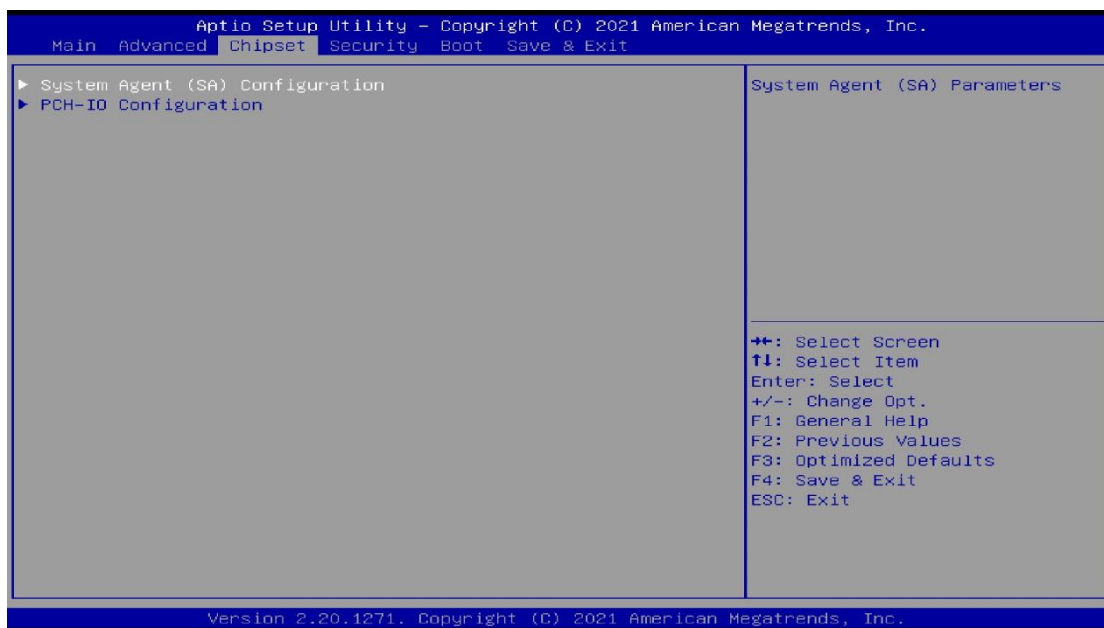 Aptio Setup Utility – Copyright (C) 2021 American Megatrends, Inc.
Main Advanced Chipset Security Boot Save & Exit
▶ System Agent (SA) Configuration
▶ PCH-IO Configuration
System Agent (SA) Parameters
→←: Select Screen
↑↓: Select Item
Enter: Select
+/-: Change Opt.
F1: General Help
F2: Previous Values
F3: Optimized Defaults
F4: Save & Exit
ESC: Exit
Version 2.20.1271. Copyright (C) 2021 American Megatrends, Inc.